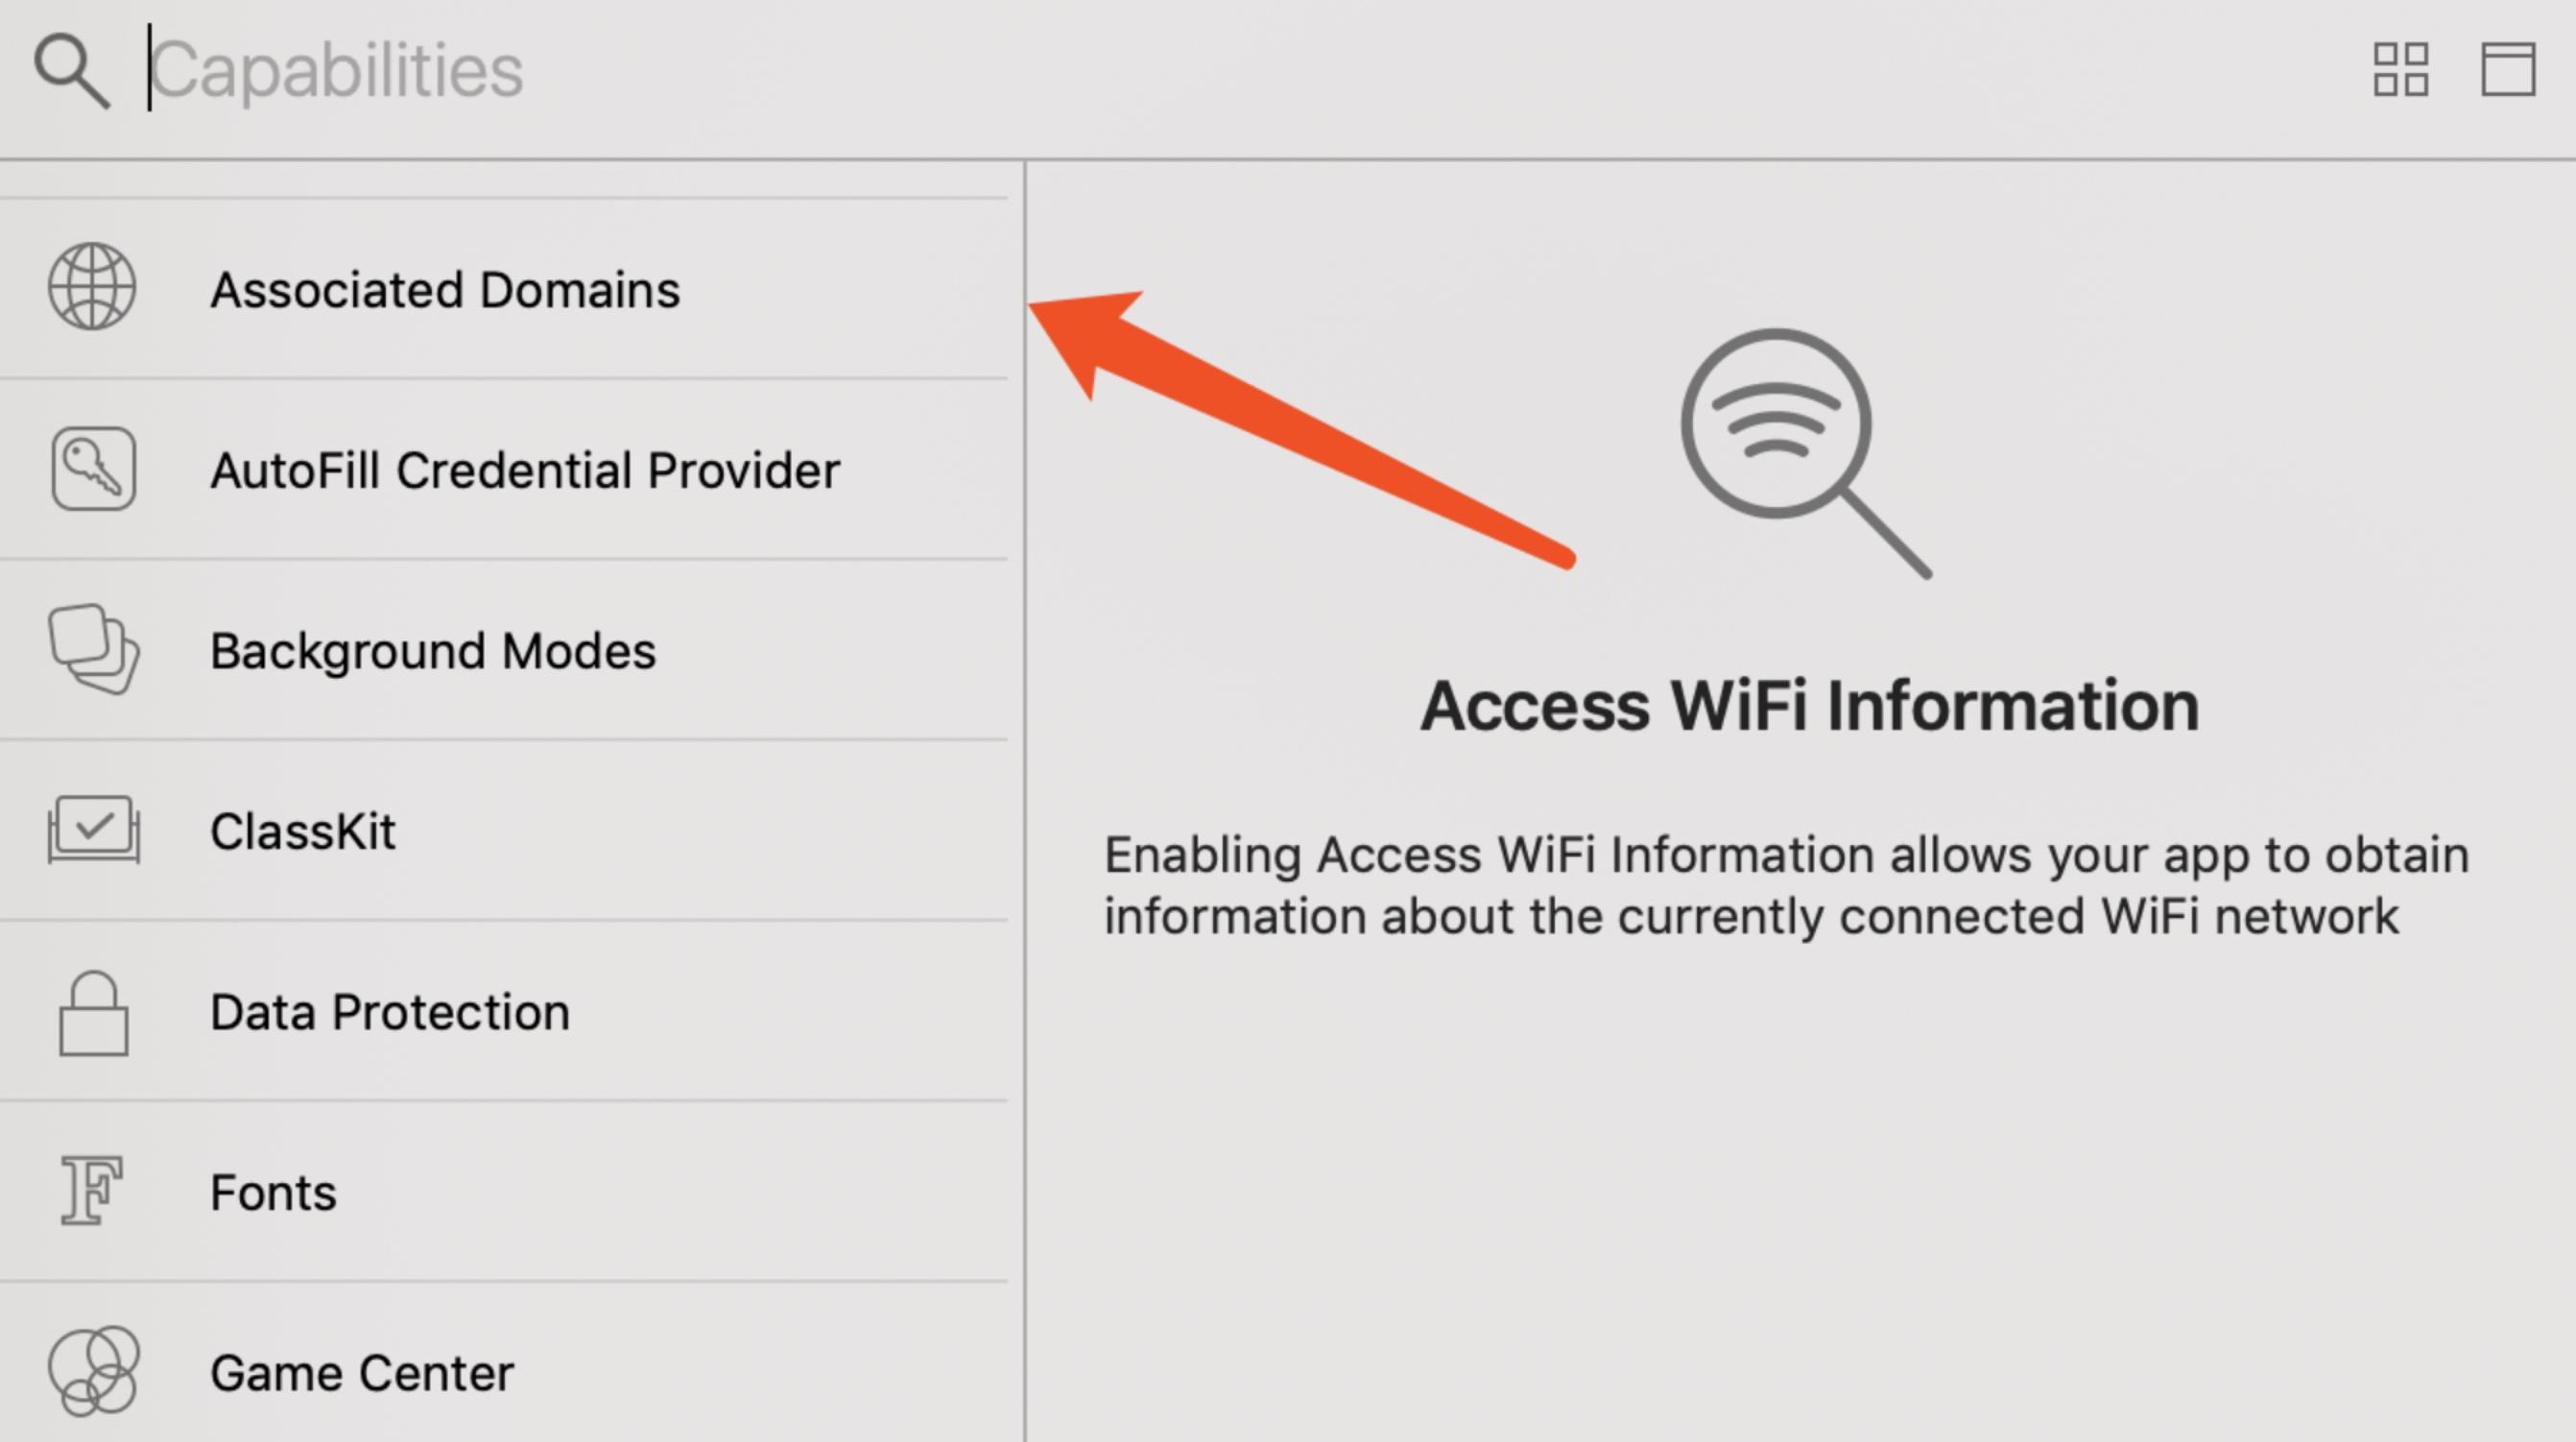 Capabilities
Associated Domains
AutoFill Credential Provider
Background Modes
ClassKit
Data Protection
Fonts
Game Center
Access WiFi Information
Enabling Access WiFi Information allows your app to obtain
information about the currently connected WiFi network